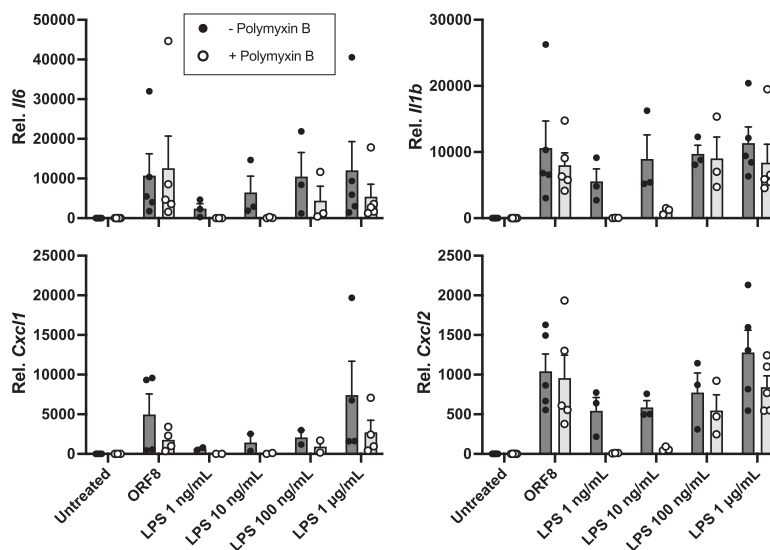 - Polymyxin B
+ Polymyxin B
Rel. Il6
50000
40000
30000
20000
10000
0
Rel. Il1b
30000
20000
10000
0
Rel. Cxcl1
25000
20000
15000
10000
5000
0
Untreated
ORF8
LPS 1 ng/mL
LPS 10 ng/mL
LPS 100 ng/mL
LPS 1 µg/mL
Rel. Cxcl2
2500
2000
1500
1000
500
0
Untreated
ORF8
LPS 1 ng/mL
LPS 10 ng/mL
LPS 100 ng/mL
LPS 1 µg/mL